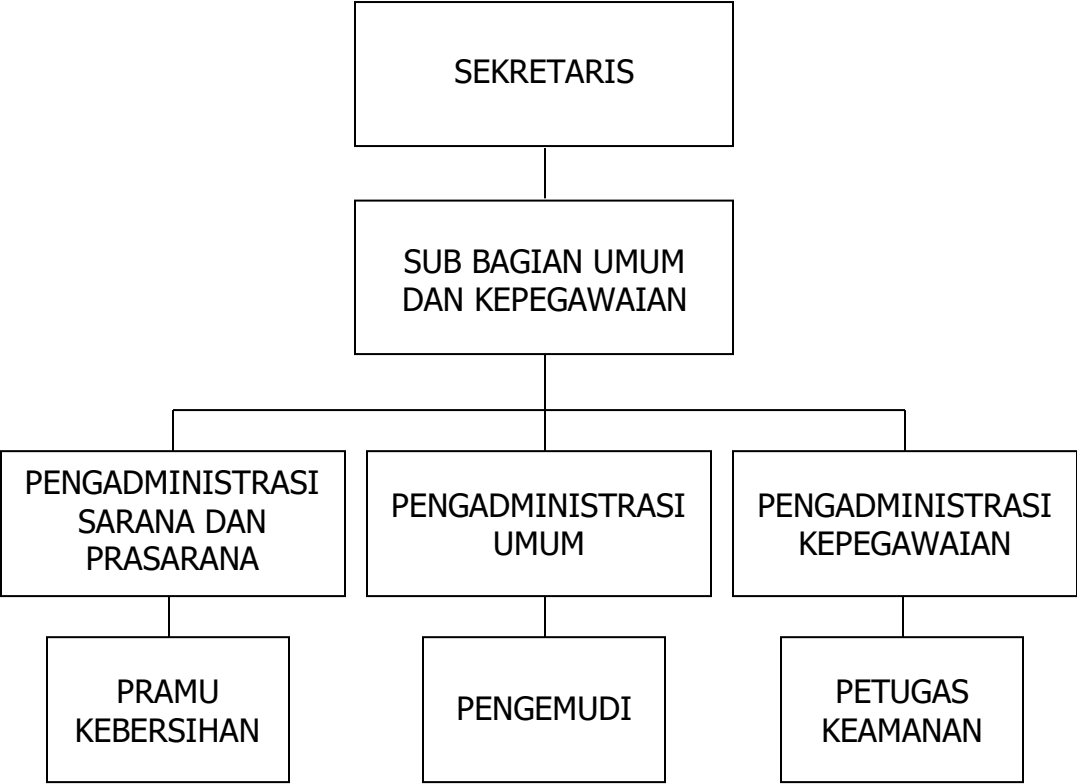 SEKRETARIS
SUB BAGIAN UMUM
DAN KEPEGAWAIAN
PENGADMINISTRASI
SARANA DAN
PRASARANA
PENGADMINISTRASI
UMUM
PENGADMINISTRASI
KEPEGAWAIAN
PRAMU
KEBERSIHAN
PENGEMUDI
PETUGAS
KEAMANAN